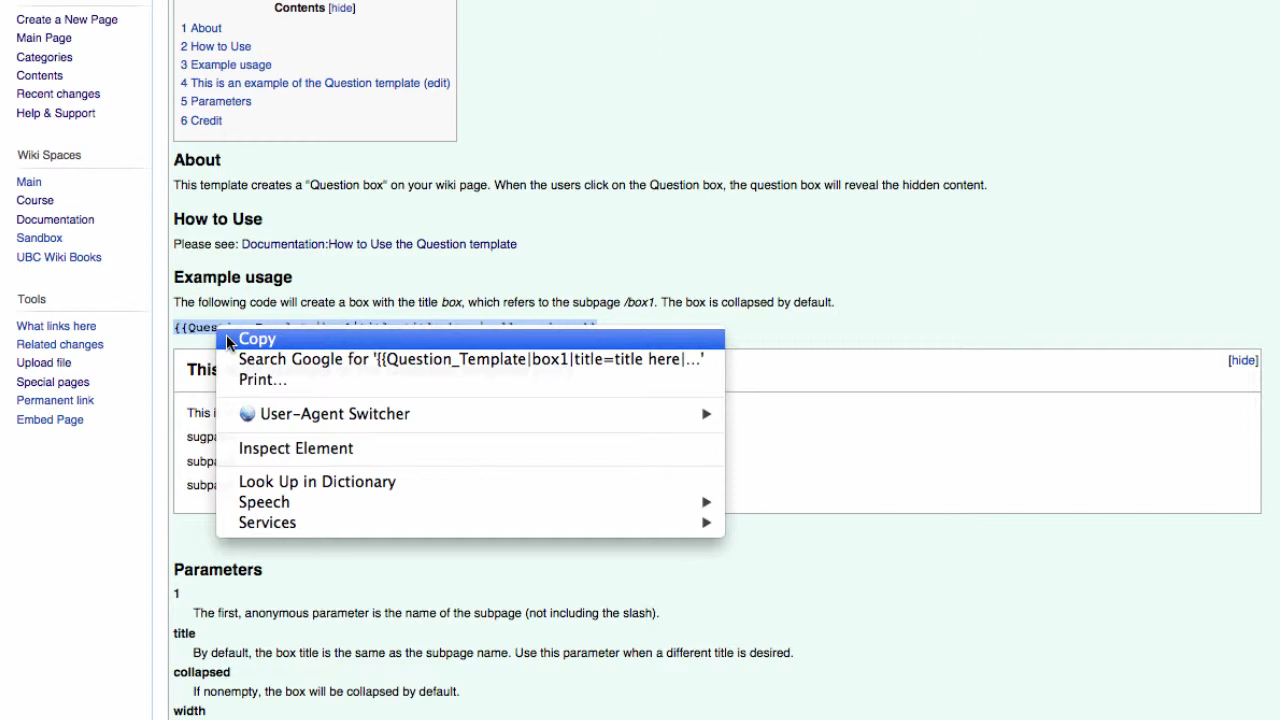 Create a New Page
Main Page
Categories
Contents
Recent changes
Help & Support
Wiki Spaces
Main
Course
Documentation
Sandbox
UBC Wiki Books
Tools
What links here
Related changes
Upload file
Special pages
Permanent link
Embed Page
Contents [hide]
1 About
2 How to Use
3 Example usage
4 This is an example of the Question template (edit)
5 Parameters
6 Credit
About
This template creates a "Question box" on your wiki page. When the users click on the Question box, the question box will reveal the hidden content.
How to Use
Please see: Documentation:How to Use the Question template
Example usage
The following code will create a box with the title box, which refers to the subpage /box1. The box is collapsed by default.
{{Ques
Copy
Search Google for '{{Question_Template|box1|title=title here|...'
Print...
User-Agent Switcher
Inspect Element
Look Up in Dictionary
Speech
Services
This
[hide]
This i
sugpa
subpa
subpa
Parameters
1
The first, anonymous parameter is the name of the subpage (not including the slash).
title
By default, the box title is the same as the subpage name. Use this parameter when a different title is desired.
collapsed
If nonempty, the box will be collapsed by default.
width